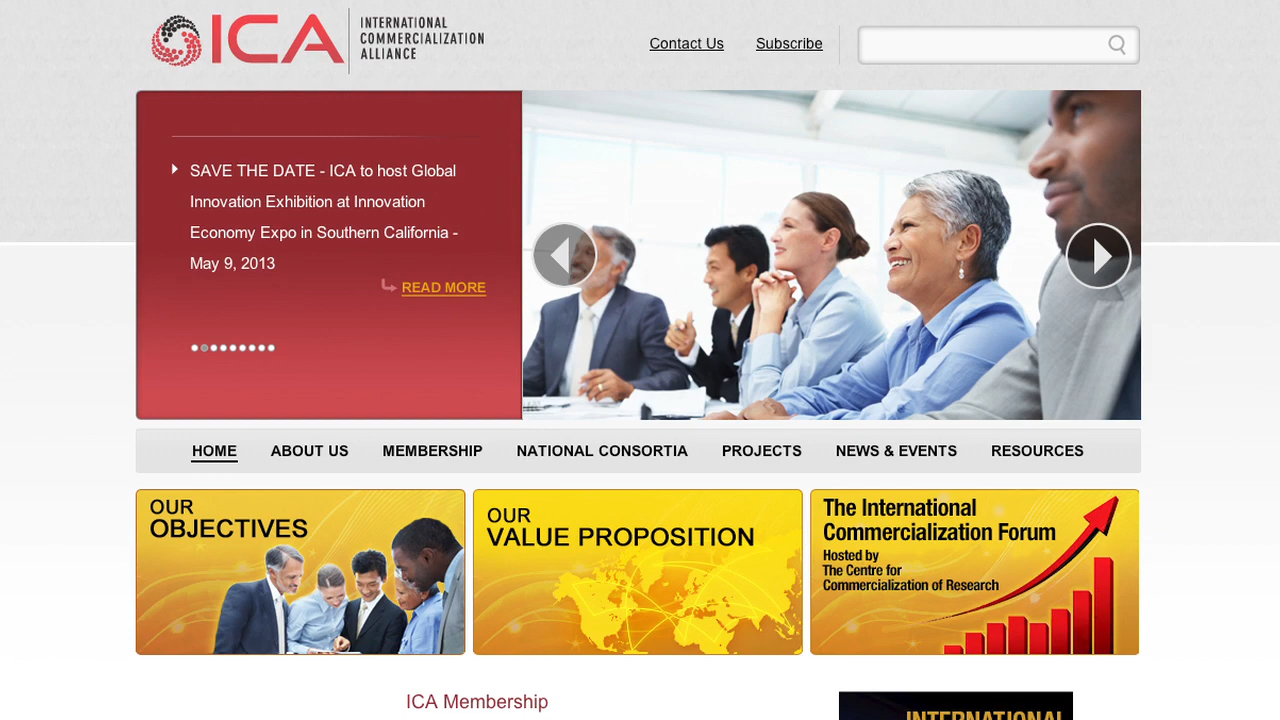 ICA
INTERNATIONAL
COMMERCIALIZATION
ALLIANCE
Contact Us
Subscribe
SAVE THE DATE - ICA to host Global
Innovation Exhibition at Innovation
Economy Expo in Southern California -
May 9, 2013
READ MORE
HOME
ABOUT US
MEMBERSHIP
NATIONAL CONSORTIA
PROJECTS
NEWS & EVENTS
RESOURCES
OUR
OBJECTIVES
OUR
VALUE PROPOSITION
The International
Commercialization Forum
Hosted by
The Centre for
Commercialization of Research
ICA Membership
INTERNATIONAL